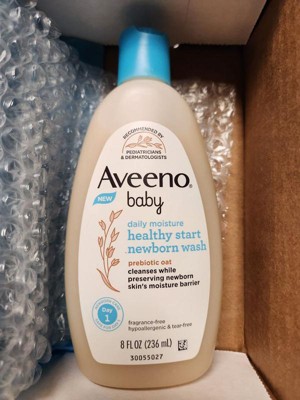 RECOMMENDED BY
PEDIATRICIANS
& DERMATOLOGISTS
Aveeno®
NEW
baby
daily moisture
healthy start
newborn wash
prebiotic oat
cleanses while
preserving newborn
skin's moisture barrier
Day
1
fragrance-free
hypoallergenic & tear-free
8 FL OZ (236 mL)
30055027